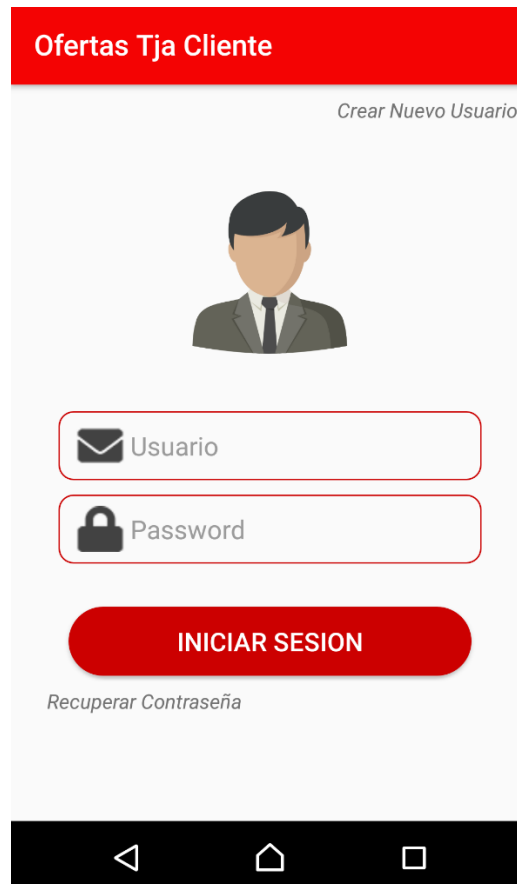 Ofertas Tja Cliente
Crear Nuevo Usuario
Usuario
Password
INICIAR SESION
Recuperar Contraseña